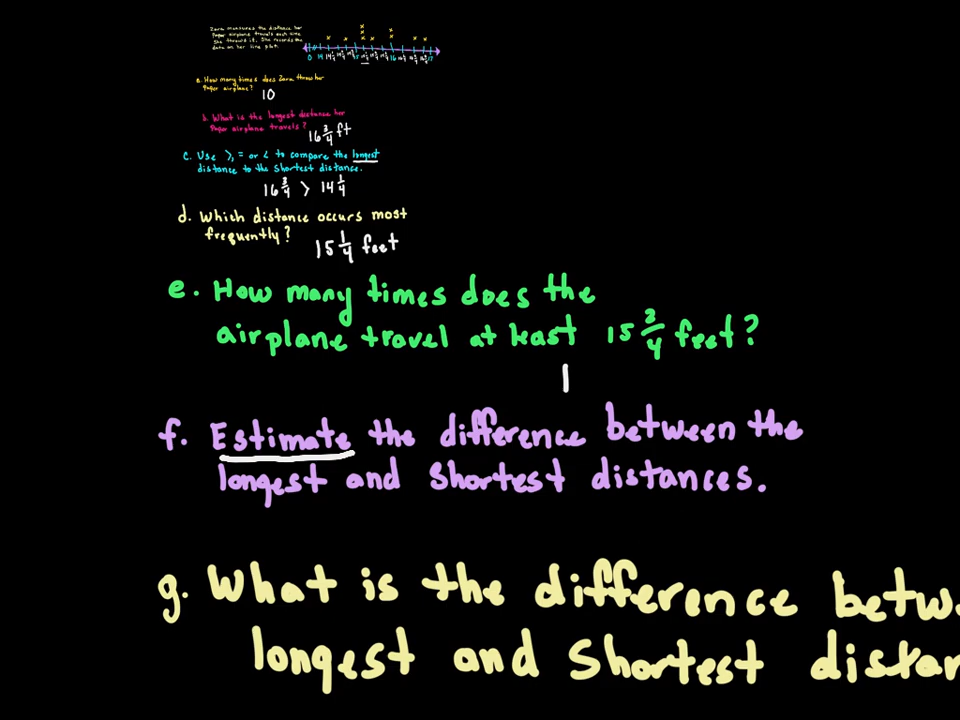 Zara measures the distance her
Paper airplane travels each time
She throws it. She records the
data on her line plot.
0 14
16
17
a. How many times does Zara throw her
Paper airplane?
10
b. What is the longest distance her
Paper airplane travels?
16 3/4 ft
c. Use >, = or < to compare the longest
distance to the Shortest distance.
16 3/4 > 14 1/4
d. Which distance occurs most
frequently?
15 1/4 feet
e. How many times does the
airplane travel at least 15 3/4 feet?
1
f. Estimate the difference between the
longest and Shortest distances.
g. What is the difference betw
longest and Shortest distan